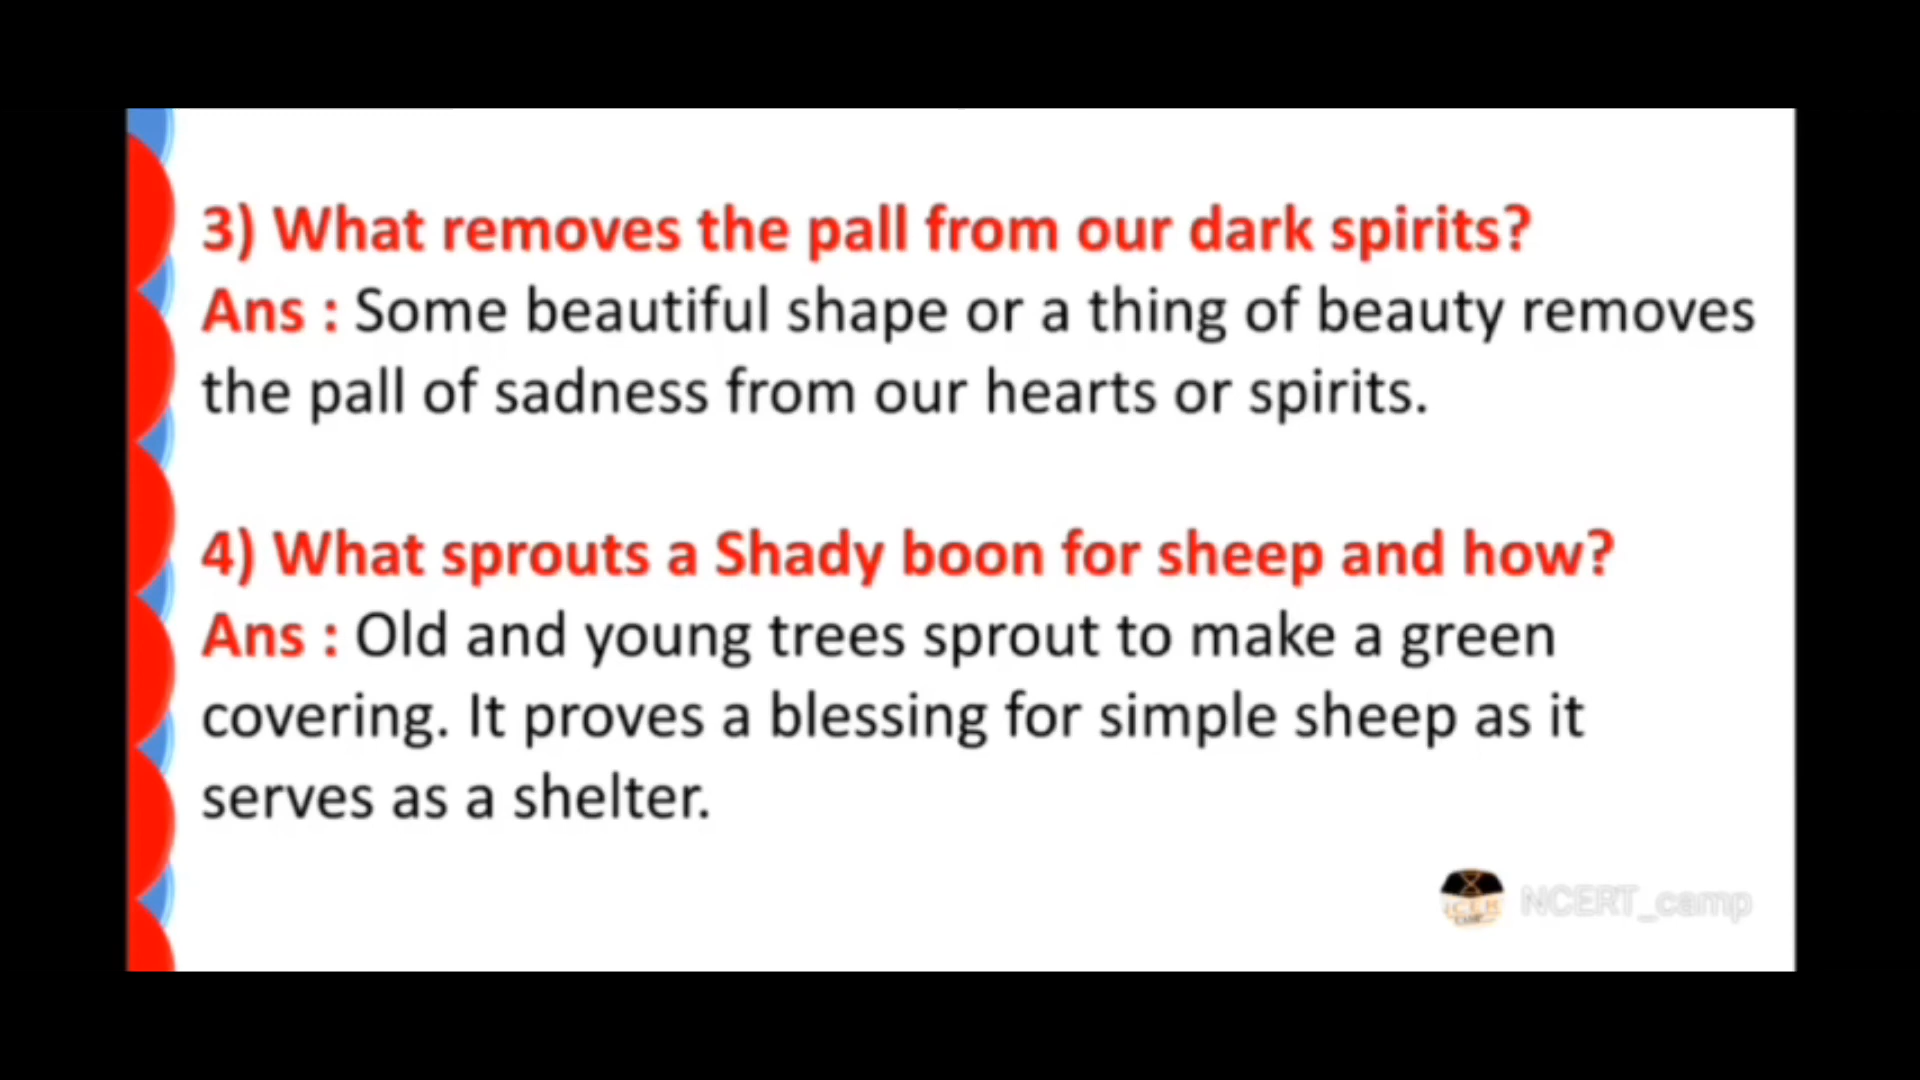 3) What removes the pall from our dark spirits?
Ans : Some beautiful shape or a thing of beauty removes
the pall of sadness from our hearts or spirits.
4) What sprouts a Shady boon for sheep and how?
Ans : Old and young trees sprout to make a green
covering. It proves a blessing for simple sheep as it
serves as a shelter.
NCERT_camp